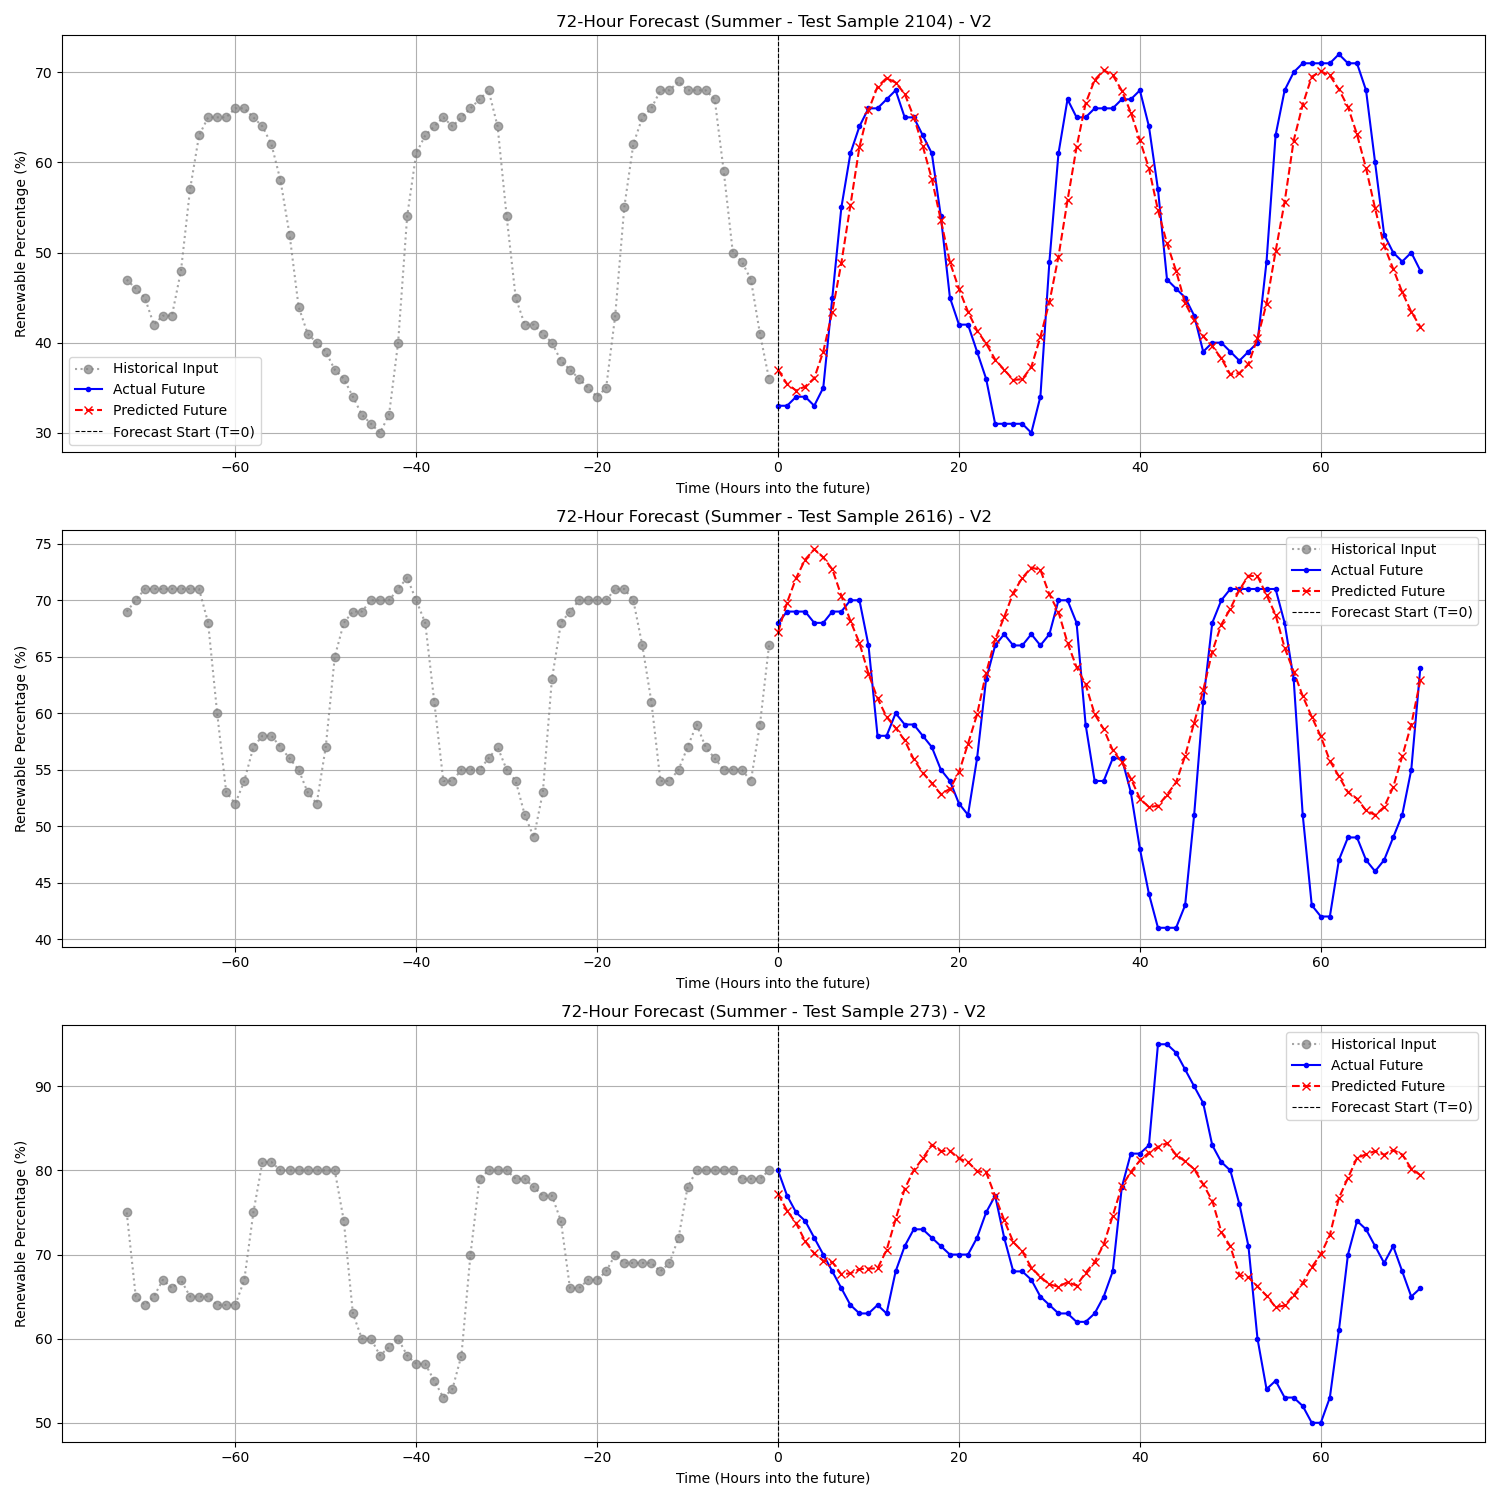 72-Hour Forecast (Summer - Test Sample 2104) - V2
Renewable Percentage (%)
70
60
50
40
30
Historical Input
Actual Future
Predicted Future
Forecast Start (T=0)
−60 −40 −20 0 20 40 60
Time (Hours into the future)
72-Hour Forecast (Summer - Test Sample 2616) - V2
Renewable Percentage (%)
75
70
65
60
55
50
45
40
Historical Input
Actual Future
Predicted Future
Forecast Start (T=0)
−60 −40 −20 0 20 40 60
Time (Hours into the future)
72-Hour Forecast (Summer - Test Sample 273) - V2
Renewable Percentage (%)
90
80
70
60
50
Historical Input
Actual Future
Predicted Future
Forecast Start (T=0)
−60 −40 −20 0 20 40 60
Time (Hours into the future)